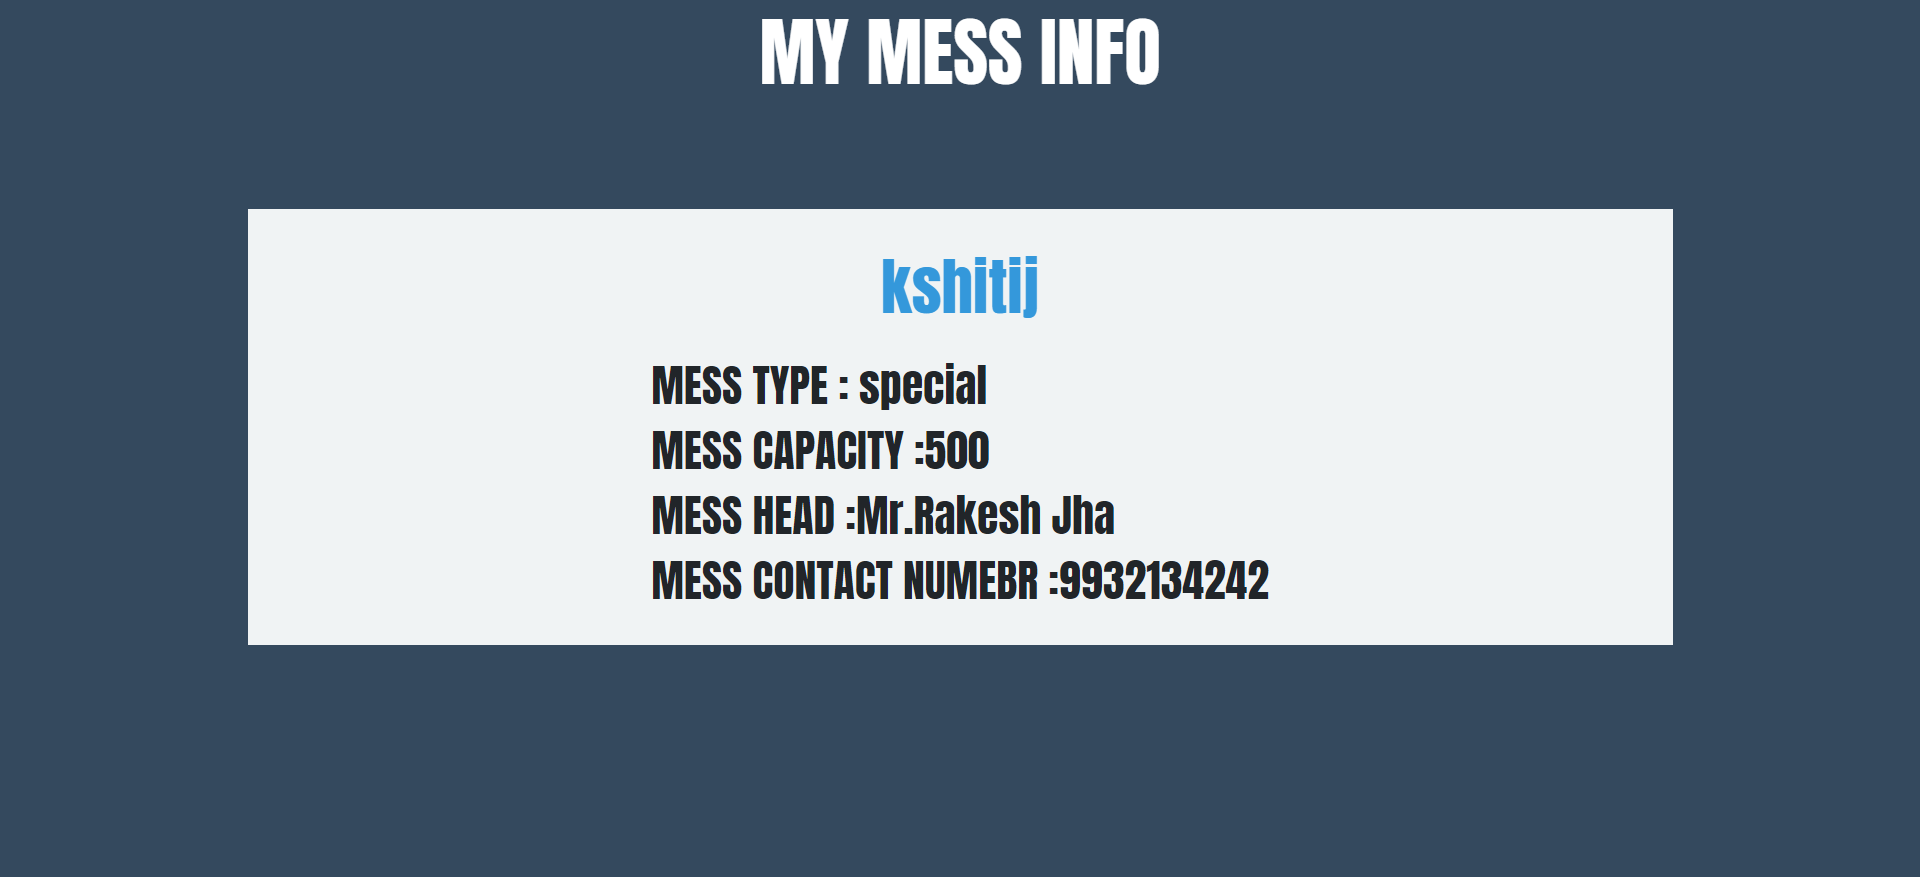 MY MESS INFO
kshitij
MESS TYPE : special
MESS CAPACITY :500
MESS HEAD :Mr.Rakesh Jha
MESS CONTACT NUMEBR :9932134242